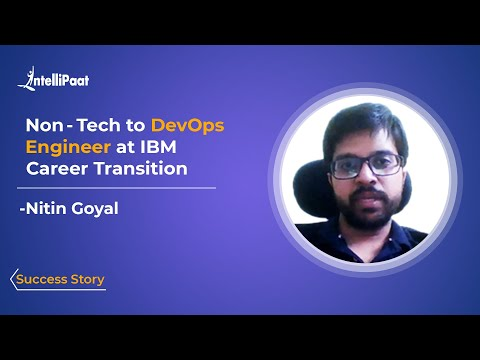 IntelliPaat
Non-Tech to DevOps
Engineer at IBM
Career Transition
-Nitin Goyal
Success Story